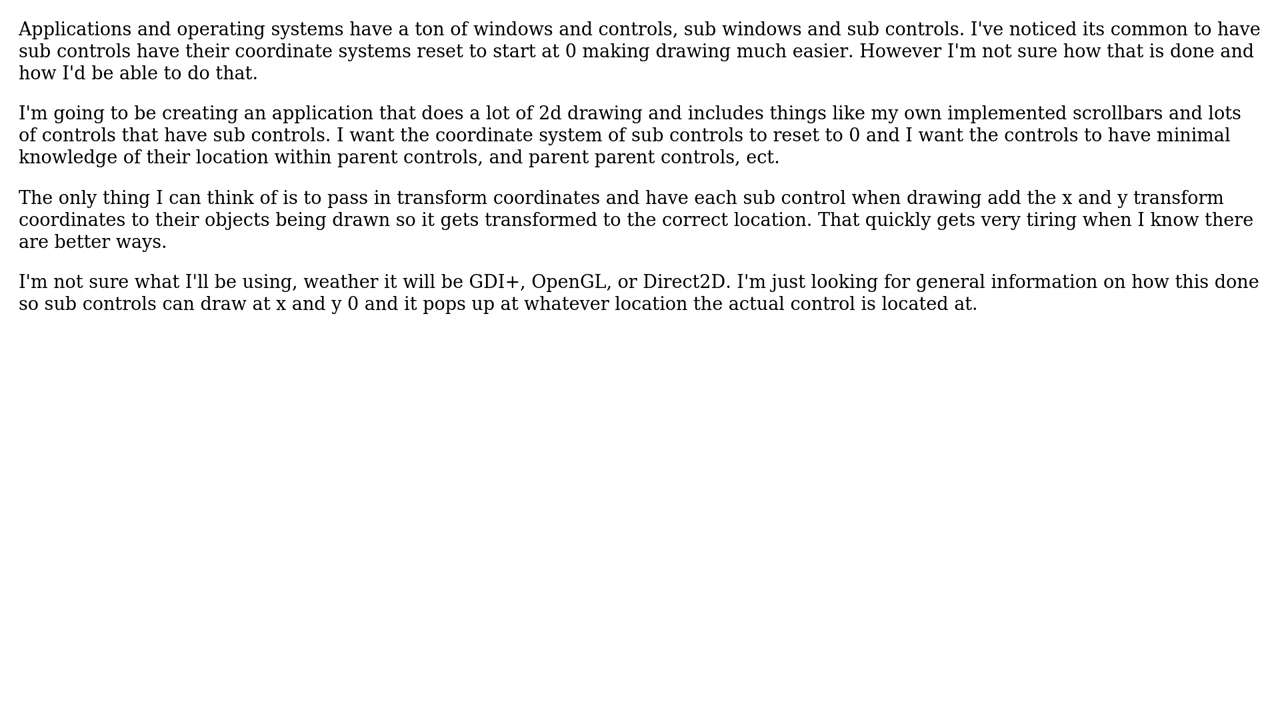 Applications and operating systems have a ton of windows and controls, sub windows and sub controls. I've noticed its common to have
sub controls have their coordinate systems reset to start at 0 making drawing much easier. However I'm not sure how that is done and
how I'd be able to do that.
I'm going to be creating an application that does a lot of 2d drawing and includes things like my own implemented scrollbars and lots
of controls that have sub controls. I want the coordinate system of sub controls to reset to 0 and I want the controls to have minimal
knowledge of their location within parent controls, and parent parent controls, ect.
The only thing I can think of is to pass in transform coordinates and have each sub control when drawing add the x and y transform
coordinates to their objects being drawn so it gets transformed to the correct location. That quickly gets very tiring when I know there
are better ways.
I'm not sure what I'll be using, weather it will be GDI+, OpenGL, or Direct2D. I'm just looking for general information on how this done
so sub controls can draw at x and y 0 and it pops up at whatever location the actual control is located at.